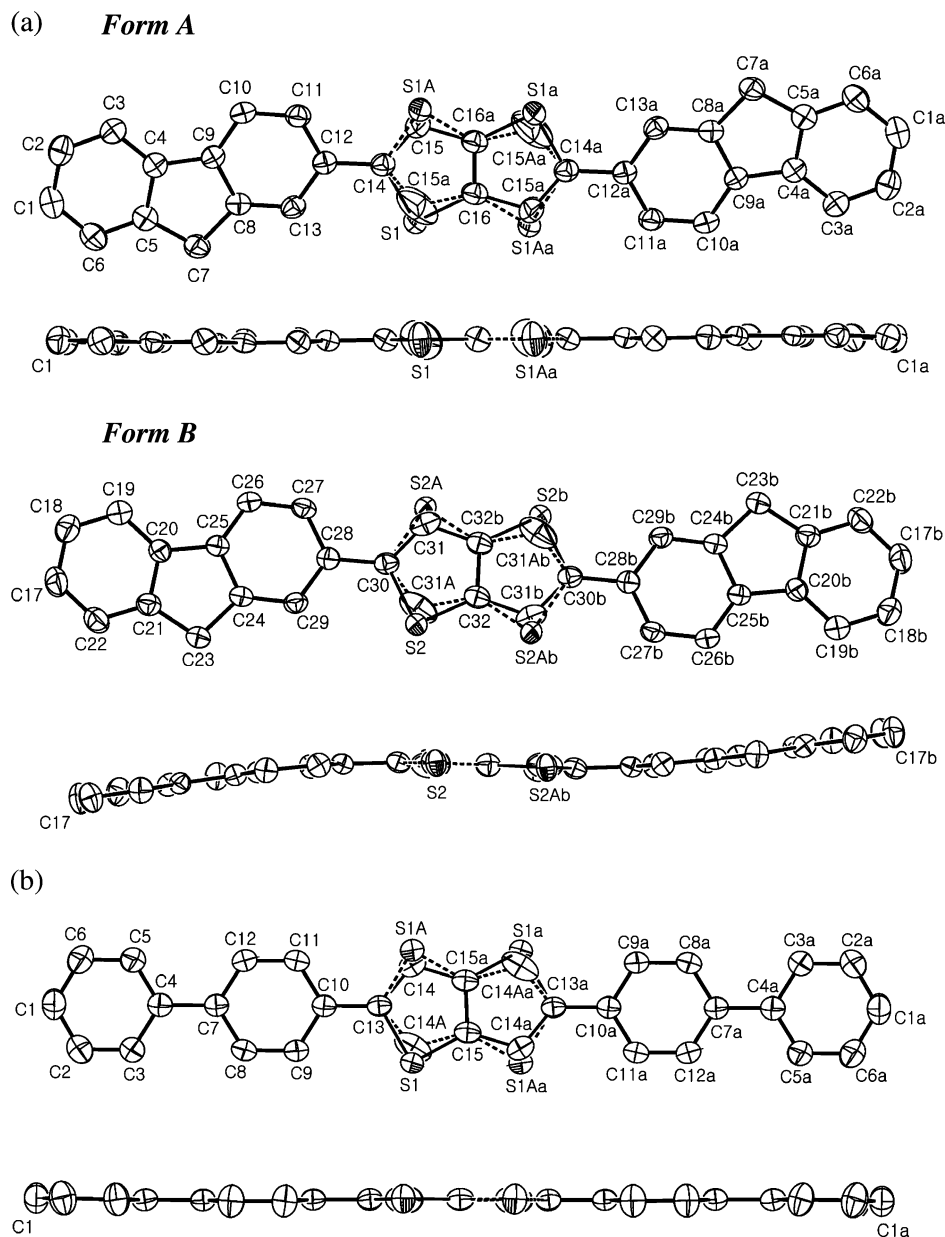 (a) Form A
C7a
C10 C11 S1A S1a C6a
C3 C16a C13a C8a C5a
C2 C4 C9 C12 C15 C14a C1a
C15Aa
C14 C15a C15a C12a C9a C4a C2a
C1 C8 C13 C16 C11a C3a
C5 S1 S1Aa C10a
C6 C7
C1 S1 S1Aa C1a
Form B
S2A S2b C23b
C19 C26 C27 C22b
C18 C32b C29b C24b C21b
C20 C25 C28 C31 C17b
C31Ab
C17 C30 C31A C31b C30b C28b C20b
C21 C24 C29 C32 C25b C18b
C22 S2 S2Ab C27b C19b
C23 C26b
S2 S2Ab C17b
C17
(b)
S1A S1a
C6 C5 C12 C11 C15a C9a C8a C3a C2a
C4 C10 C14 C14Aa C13a C4a
C1 C7 C13 C14A C14a C10a C7a C1a
C15
C2 C3 C8 C9 S1 S1Aa C11a C12a C5a C6a
C1 C1a